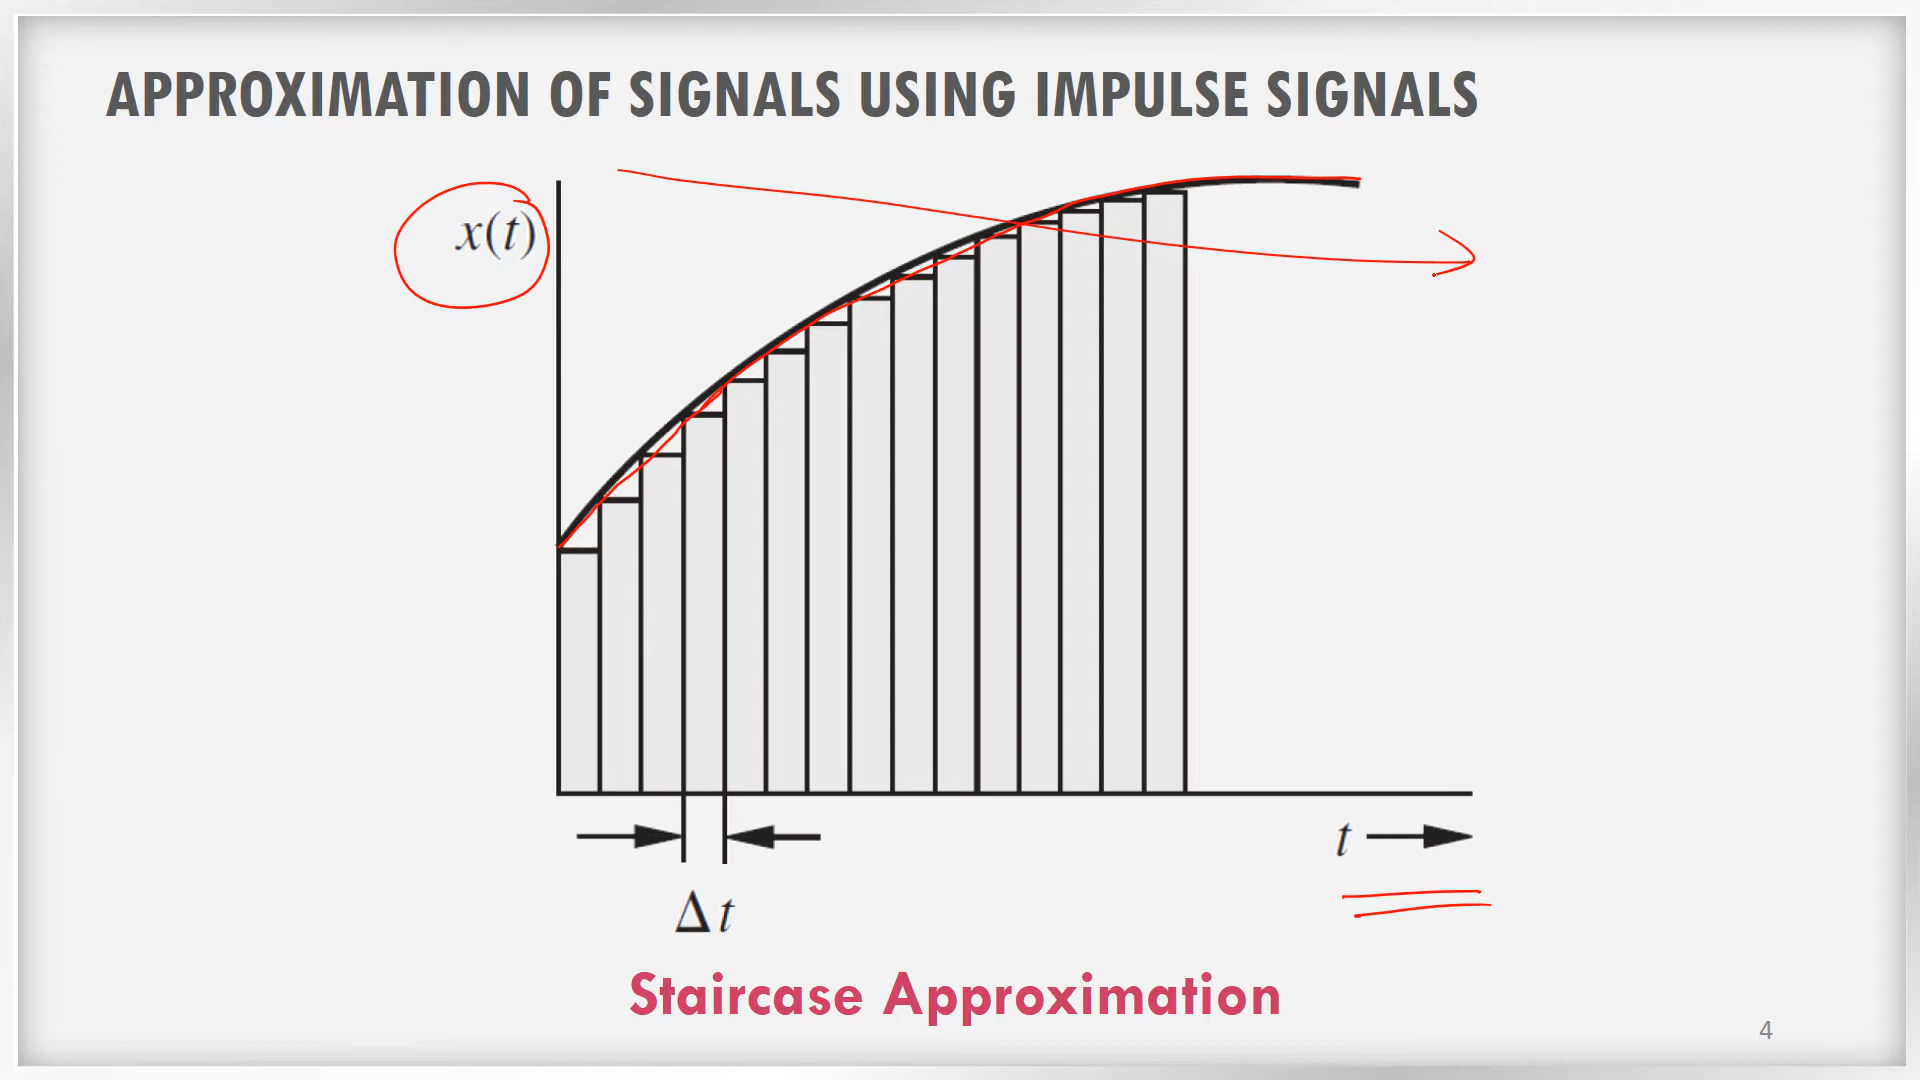 APPROXIMATION OF SIGNALS USING IMPULSE SIGNALS
x(t)
t
Δt
Staircase Approximation
4